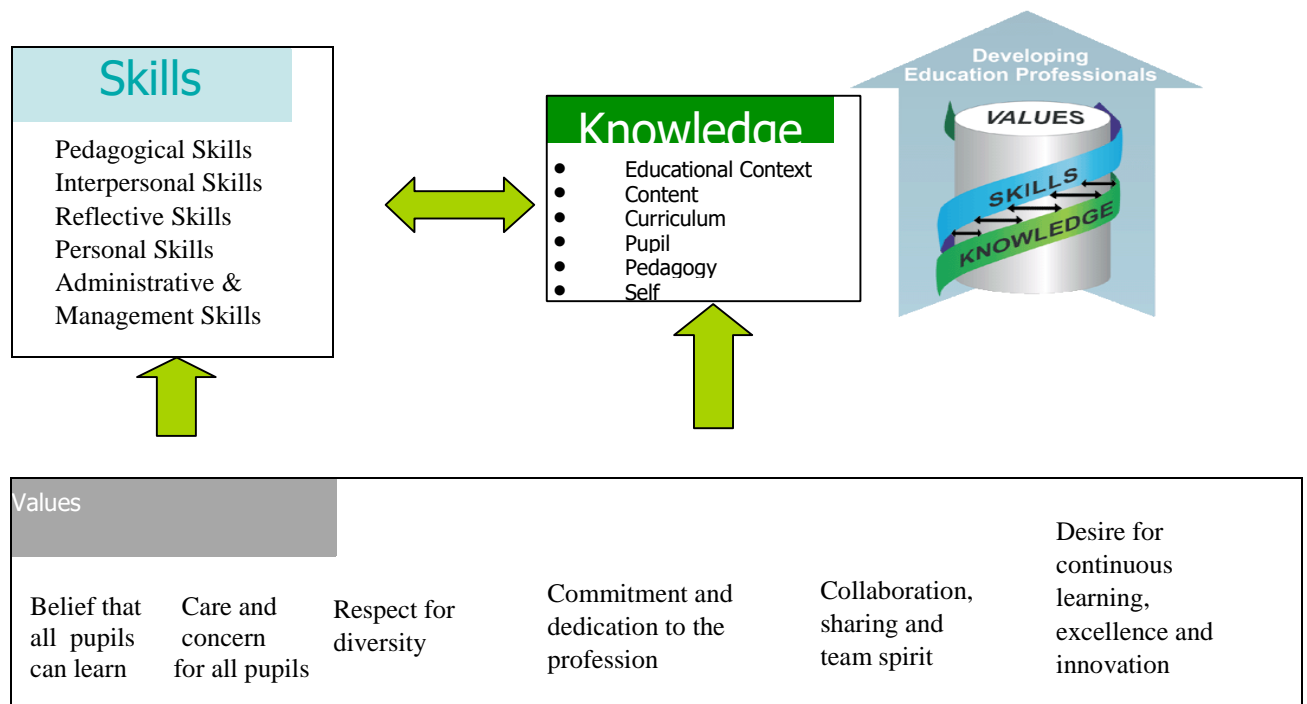 Skills
Pedagogical Skills
Interpersonal Skills
Reflective Skills
Personal Skills
Administrative &
Management Skills
Knowledge
● Educational Context
● Content
● Curriculum
● Pupil
● Pedagogy
● Self
Developing
Education Professionals
VALUES
SKILLS
KNOWLEDGE
Values
Belief that
all pupils
can learn
Care and
concern
for all pupils
Respect for
diversity
Commitment and
dedication to the
profession
Collaboration,
sharing and
team spirit
Desire for
continuous
learning,
excellence and
innovation